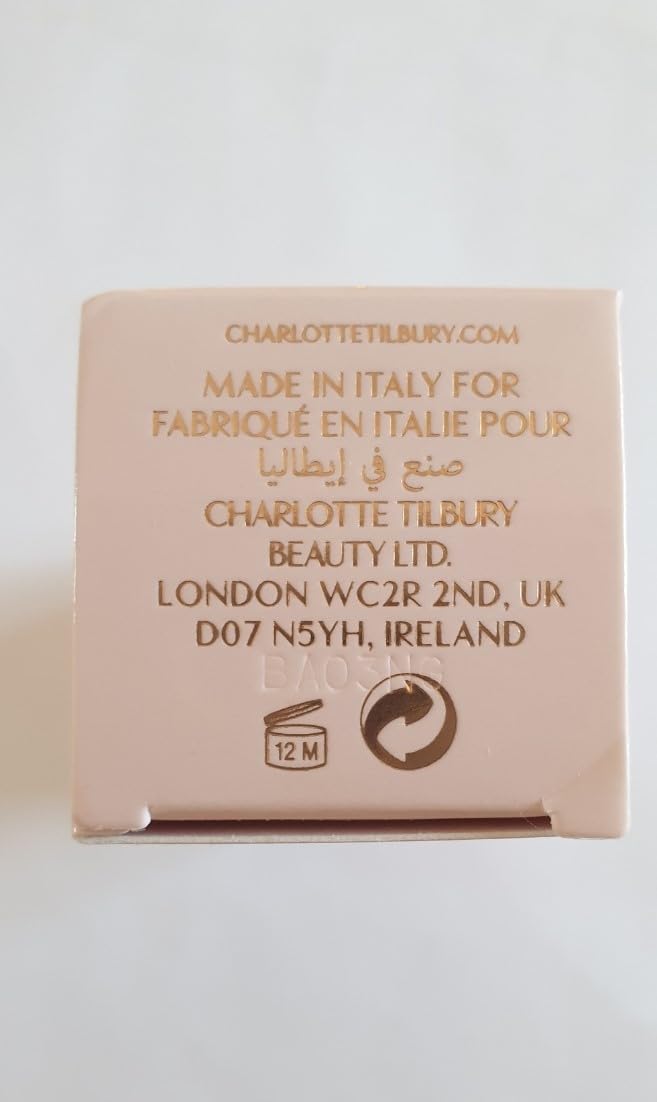 CHARLOTTETILBURY.COM
MADE IN ITALY FOR
FABRIQUÉ EN ITALIE POUR
صنع في إيطاليا
CHARLOTTE TILBURY
BEAUTY LTD.
LONDON WC2R 2ND, UK
D07 N5YH, IRELAND
12 M